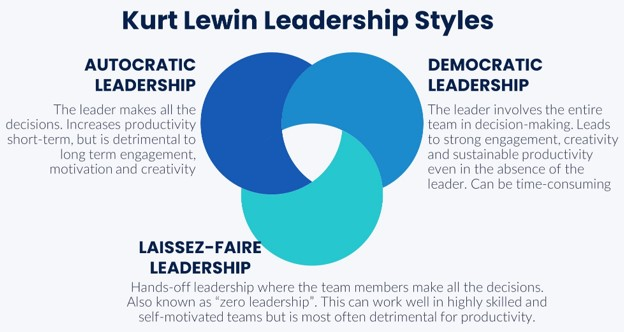 Kurt Lewin Leadership Styles
AUTOCRATIC
LEADERSHIP
The leader makes all the
decisions. Increases productivity
short-term, but is detrimental to
long term engagement,
motivation and creativity
DEMOCRATIC
LEADERSHIP
The leader involves the entire
team in decision-making. Leads
to strong engagement, creativity
and sustainable productivity
even in the absence of the
leader. Can be time-consuming
LAISSEZ-FAIRE
LEADERSHIP
Hands-off leadership where the team members make all the decisions.
Also known as “zero leadership”. This can work well in highly skilled and
self-motivated teams but is most often detrimental for productivity.